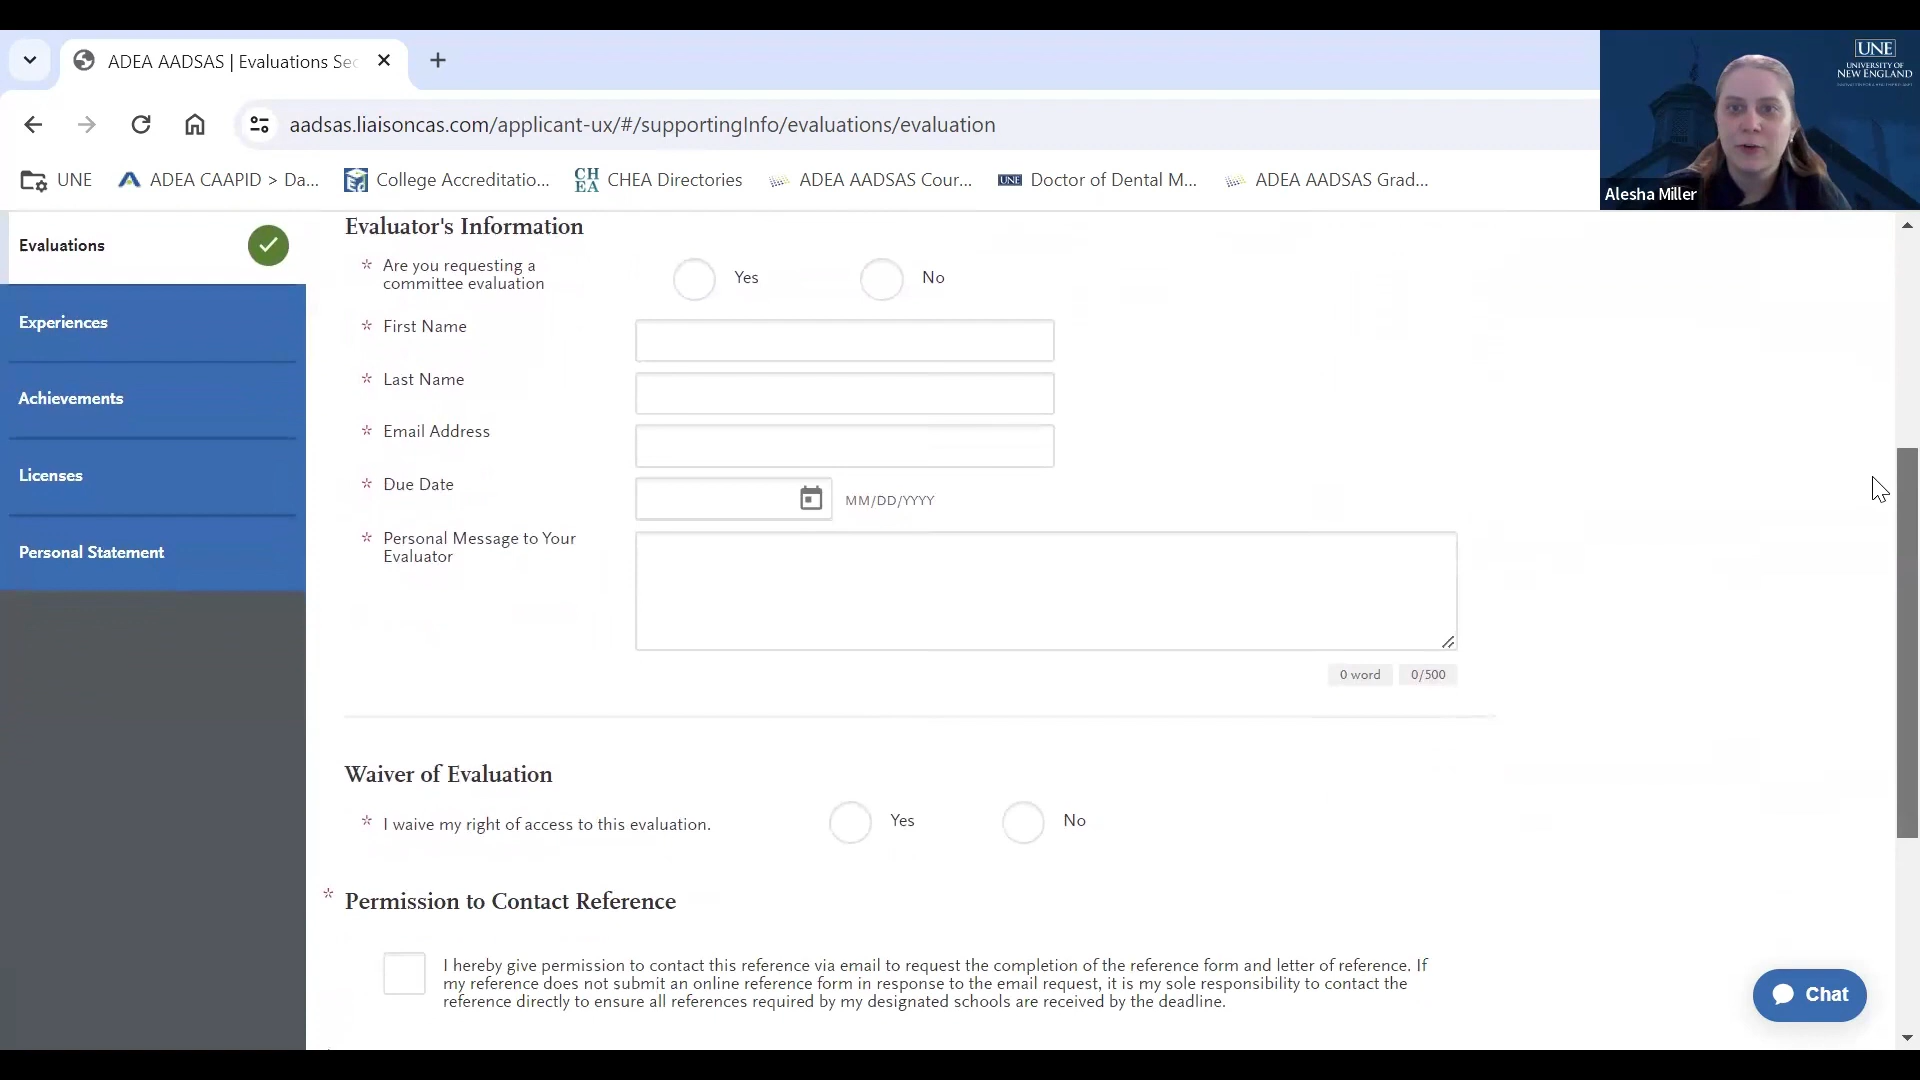 ADEA AADSAS | Evaluations Sec
UNE
UNIVERSITY OF
NEW ENGLAND
aadsas.liaisoncas.com/applicant-ux/#/supportingInfo/evaluations/evaluation
UNE
ADEA CAAPID > Da...
College Accreditatio...
CHEA
CHEA Directories
ADEA AADSAS Cour...
UNE
Doctor of Dental M...
ADEA AADSAS Grad...
Alesha Miller
Evaluations
Experiences
Achievements
Licenses
Personal Statement
Evaluator's Information
* Are you requesting a
committee evaluation
Yes
No
* First Name
* Last Name
* Email Address
* Due Date
MM/DD/YYYY
* Personal Message to Your
Evaluator
0 word
0/500
Waiver of Evaluation
* I waive my right of access to this evaluation.
Yes
No
* Permission to Contact Reference
I hereby give permission to contact this reference via email to request the completion of the reference form and letter of reference. If
my reference does not submit an online reference form in response to the email request, it is my sole responsibility to contact the
reference directly to ensure all references required by my designated schools are received by the deadline.
Chat